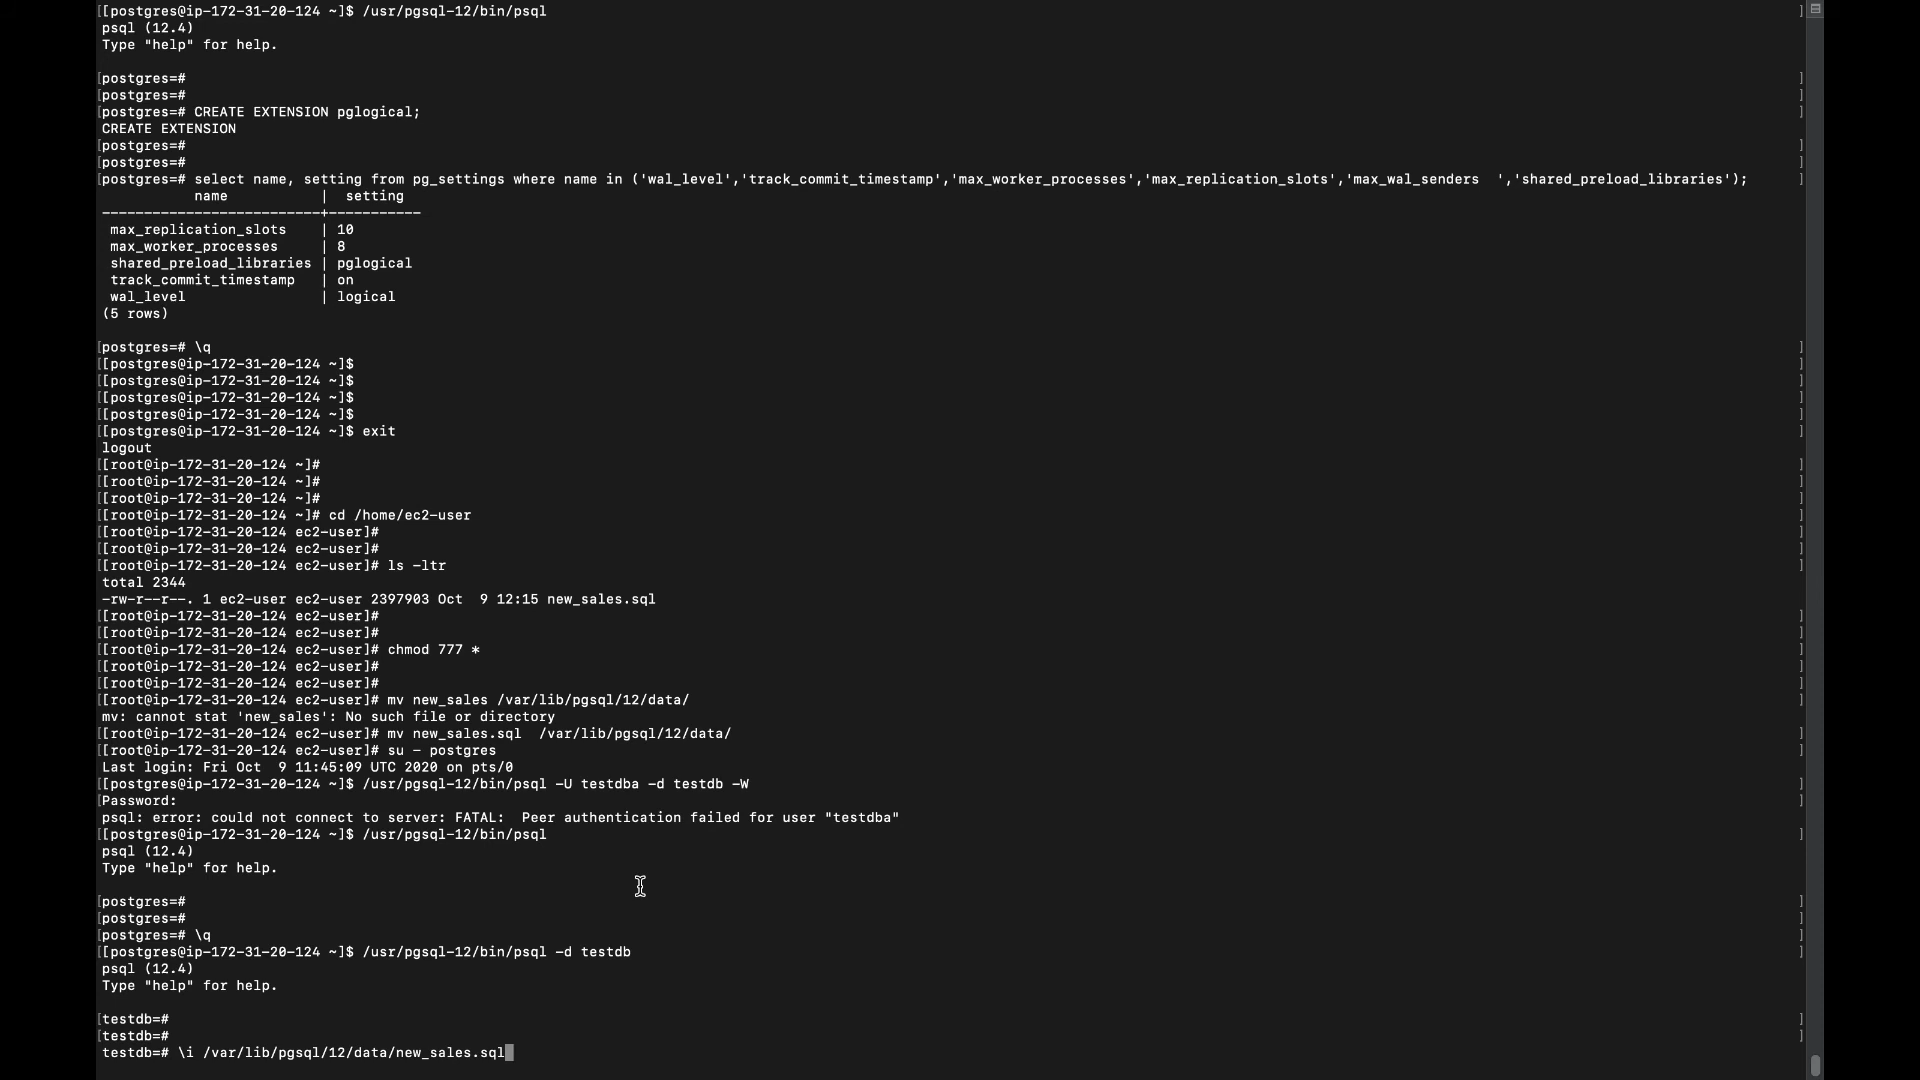 [[postgres@ip-172-31-20-124 ~]$ /usr/pgsql-12/bin/psql ]
psql (12.4)
Type "help" for help.
[postgres=# ]
[postgres=# ]
[postgres=# CREATE EXTENSION pglogical; ]
CREATE EXTENSION
[postgres=# ]
[postgres=# ]
[postgres=# select name, setting from pg_settings where name in ('wal_level','track_commit_timestamp','max_worker_processes','max_replication_slots','max_wal_senders  ','shared_preload_libraries'); ]
name | setting
--------------------------+-----------
max_replication_slots | 10
max_worker_processes | 8
shared_preload_libraries | pglogical
track_commit_timestamp | on
wal_level | logical
(5 rows)
[postgres=# \q ]
[[postgres@ip-172-31-20-124 ~]$ ]
[[postgres@ip-172-31-20-124 ~]$ ]
[[postgres@ip-172-31-20-124 ~]$ ]
[[postgres@ip-172-31-20-124 ~]$ ]
[[postgres@ip-172-31-20-124 ~]$ exit ]
logout
[[root@ip-172-31-20-124 ~]# ]
[[root@ip-172-31-20-124 ~]# ]
[[root@ip-172-31-20-124 ~]# ]
[[root@ip-172-31-20-124 ~]# cd /home/ec2-user ]
[[root@ip-172-31-20-124 ec2-user]# ]
[[root@ip-172-31-20-124 ec2-user]# ]
[[root@ip-172-31-20-124 ec2-user]# ls -ltr ]
total 2344
-rw-r--r--. 1 ec2-user ec2-user 2397903 Oct  9 12:15 new_sales.sql
[[root@ip-172-31-20-124 ec2-user]# ]
[[root@ip-172-31-20-124 ec2-user]# ]
[[root@ip-172-31-20-124 ec2-user]# chmod 777 * ]
[[root@ip-172-31-20-124 ec2-user]# ]
[[root@ip-172-31-20-124 ec2-user]# ]
[[root@ip-172-31-20-124 ec2-user]# mv new_sales /var/lib/pgsql/12/data/ ]
mv: cannot stat 'new_sales': No such file or directory
[[root@ip-172-31-20-124 ec2-user]# mv new_sales.sql  /var/lib/pgsql/12/data/ ]
[[root@ip-172-31-20-124 ec2-user]# su - postgres ]
Last login: Fri Oct  9 11:45:09 UTC 2020 on pts/0
[[postgres@ip-172-31-20-124 ~]$ /usr/pgsql-12/bin/psql -U testdba -d testdb -W ]
[Password: ]
psql: error: could not connect to server: FATAL:  Peer authentication failed for user "testdba"
[[postgres@ip-172-31-20-124 ~]$ /usr/pgsql-12/bin/psql ]
psql (12.4)
Type "help" for help.
[postgres=# ]
[postgres=# ]
[postgres=# \q ]
[[postgres@ip-172-31-20-124 ~]$ /usr/pgsql-12/bin/psql -d testdb ]
psql (12.4)
Type "help" for help.
[testdb=# ]
[testdb=# ]
testdb=# \i /var/lib/pgsql/12/data/new_sales.sql